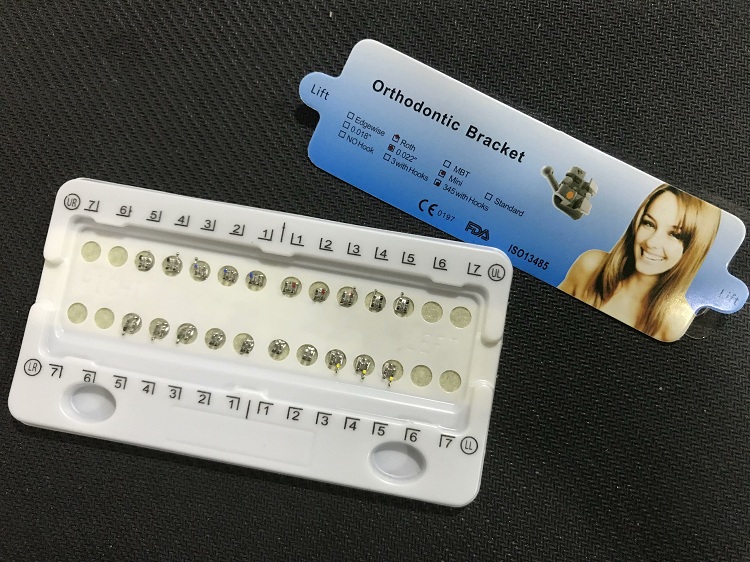 Lift
Orthodontic Bracket
Edgewise Roth MBT Standard
0.018" 0.022" Mini
NO Hook 3 with Hooks 345 with Hooks
CE 0197 FDA ISO13485
Lift
UR 7 6 5 4 3 2 1 1 2 3 4 5 6 7 UL
LR 7 6 5 4 3 2 1 1 2 3 4 5 6 7 LL